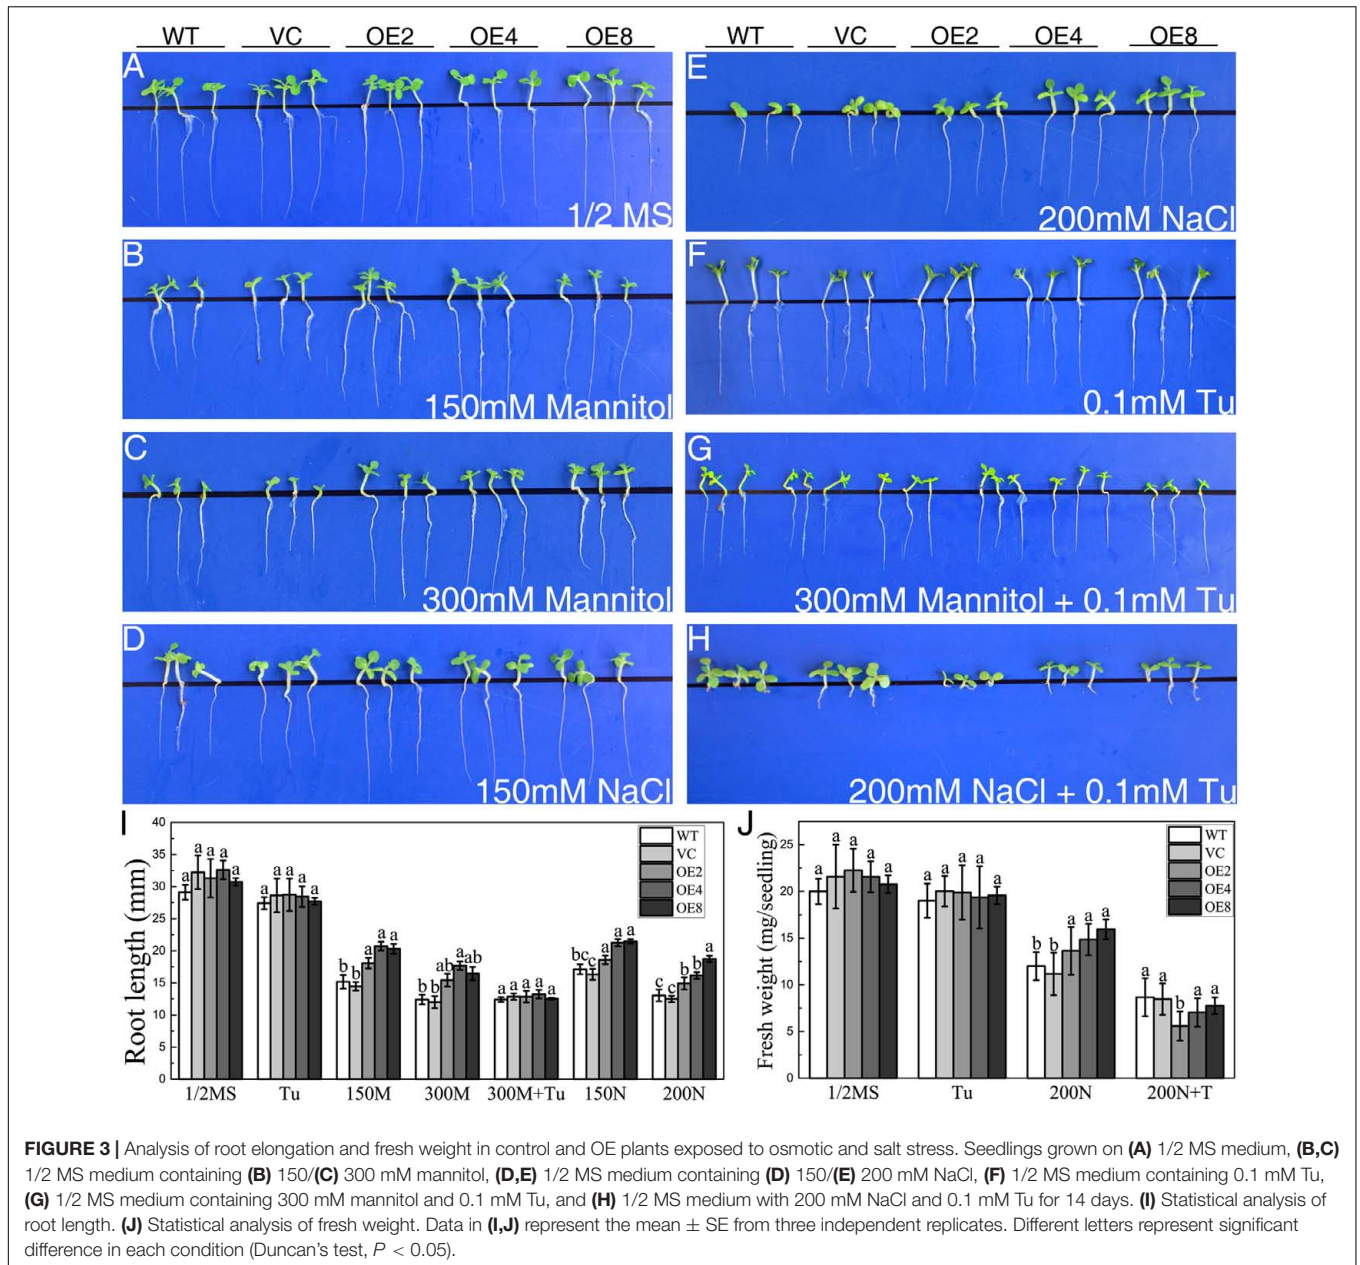 WT VC OE2 OE4 OE8 WT VC OE2 OE4 OE8
A
1/2 MS
E
200mM NaCl
B
150mM Mannitol
F
0.1mM Tu
C
300mM Mannitol
G
300mM Mannitol + 0.1mM Tu
D
150mM NaCl
H
200mM NaCl + 0.1mM Tu
I
Root length (mm)
40
35
30
25
20
15
10
5
0
a a a a a
a a a a a
b b a a a
b b ab a ab
a a a a a
bc c a a a
c c b b a
WT
VC
OE2
OE4
OE8
1/2MS Tu 150M 300M 300M+Tu 150N 200N
J
Fresh weight (mg/seedling)
25
20
15
10
5
0
a a a a a
a a a a a
b b a a a
a a b a a
WT
VC
OE2
OE4
OE8
1/2MS Tu 200N 200N+T
FIGURE 3 | Analysis of root elongation and fresh weight in control and OE plants exposed to osmotic and salt stress. Seedlings grown on (A) 1/2 MS medium, (B,C)
1/2 MS medium containing (B) 150/(C) 300 mM mannitol, (D,E) 1/2 MS medium containing (D) 150/(E) 200 mM NaCl, (F) 1/2 MS medium containing 0.1 mM Tu,
(G) 1/2 MS medium containing 300 mM mannitol and 0.1 mM Tu, and (H) 1/2 MS medium with 200 mM NaCl and 0.1 mM Tu for 14 days. (I) Statistical analysis of
root length. (J) Statistical analysis of fresh weight. Data in (I,J) represent the mean ± SE from three independent replicates. Different letters represent significant
difference in each condition (Duncan's test, P < 0.05).